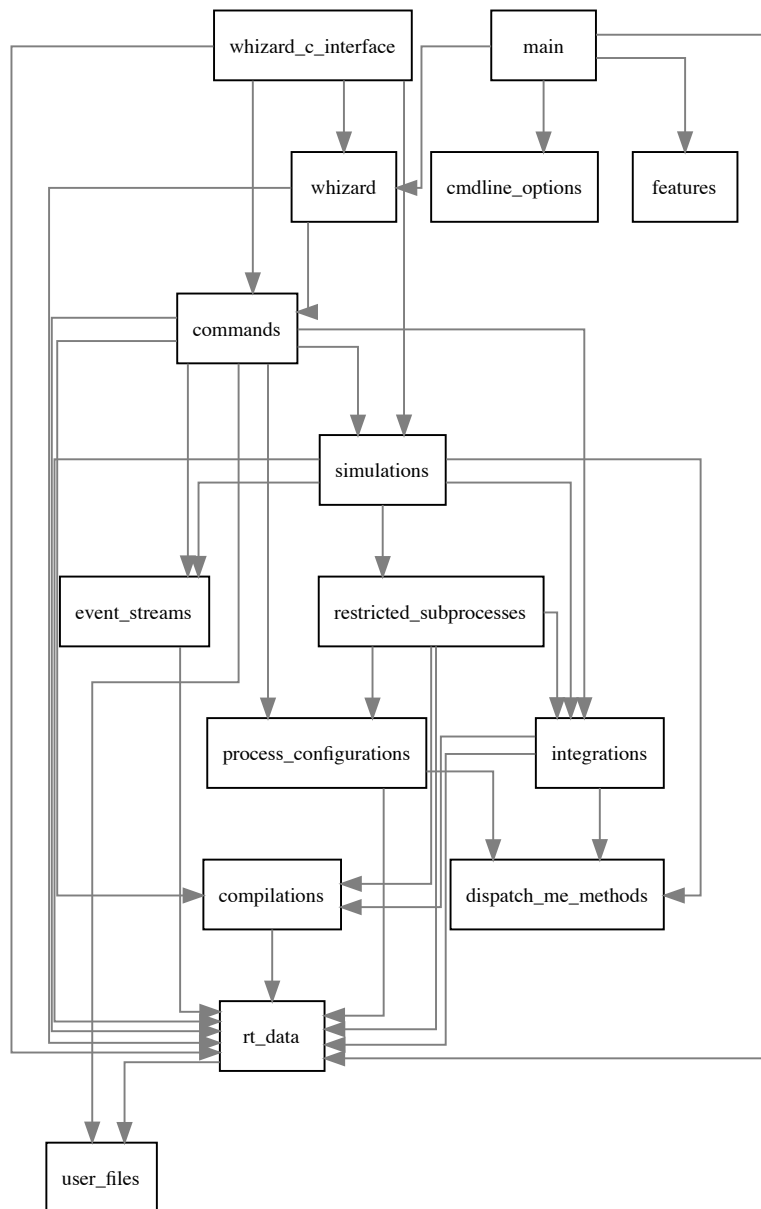 whizard_c_interface
main
whizard
cmdline_options
features
commands
simulations
event_streams
restricted_subprocesses
process_configurations
integrations
compilations
dispatch_me_methods
rt_data
user_files